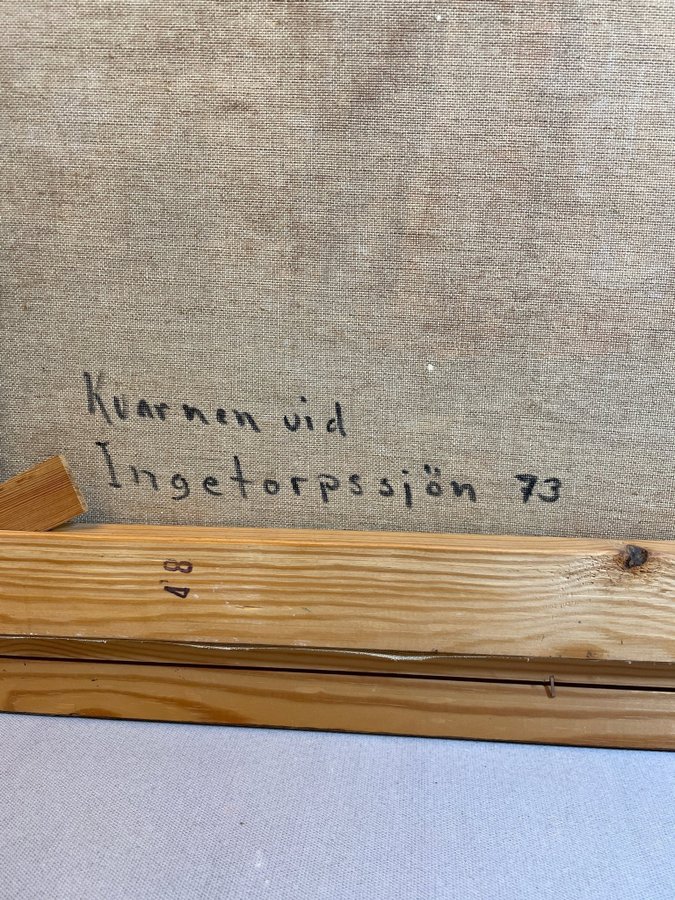 Kvarnen vid
Ingetorpssjön 73
48